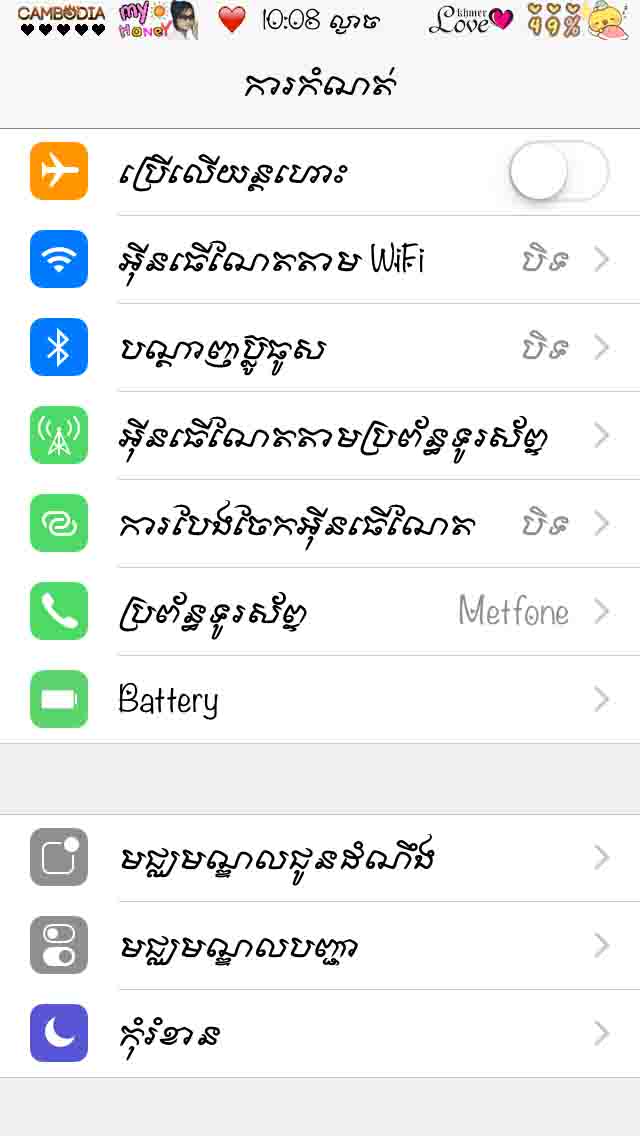 CAMBODIA my Honey 10:08 ល្ងាច khmer Love 49%
ការកំណត់
ប្រើលើយន្តហោះ
អ៊ីនធើណែតតាម WiFi បិទ
បណ្តាញប៊្លូធូស បិទ
អ៊ីនធើណែតតាមប្រព័ន្ធទូរស័ព្ទ
ការបែងចែកអ៊ីនធើណែត បិទ
ប្រព័ន្ធទូរស័ព្ទ Metfone
Battery
មជ្ឈមណ្ឌលជូនដំណឹង
មជ្ឈមណ្ឌលបញ្ជា
កុំរំខាន